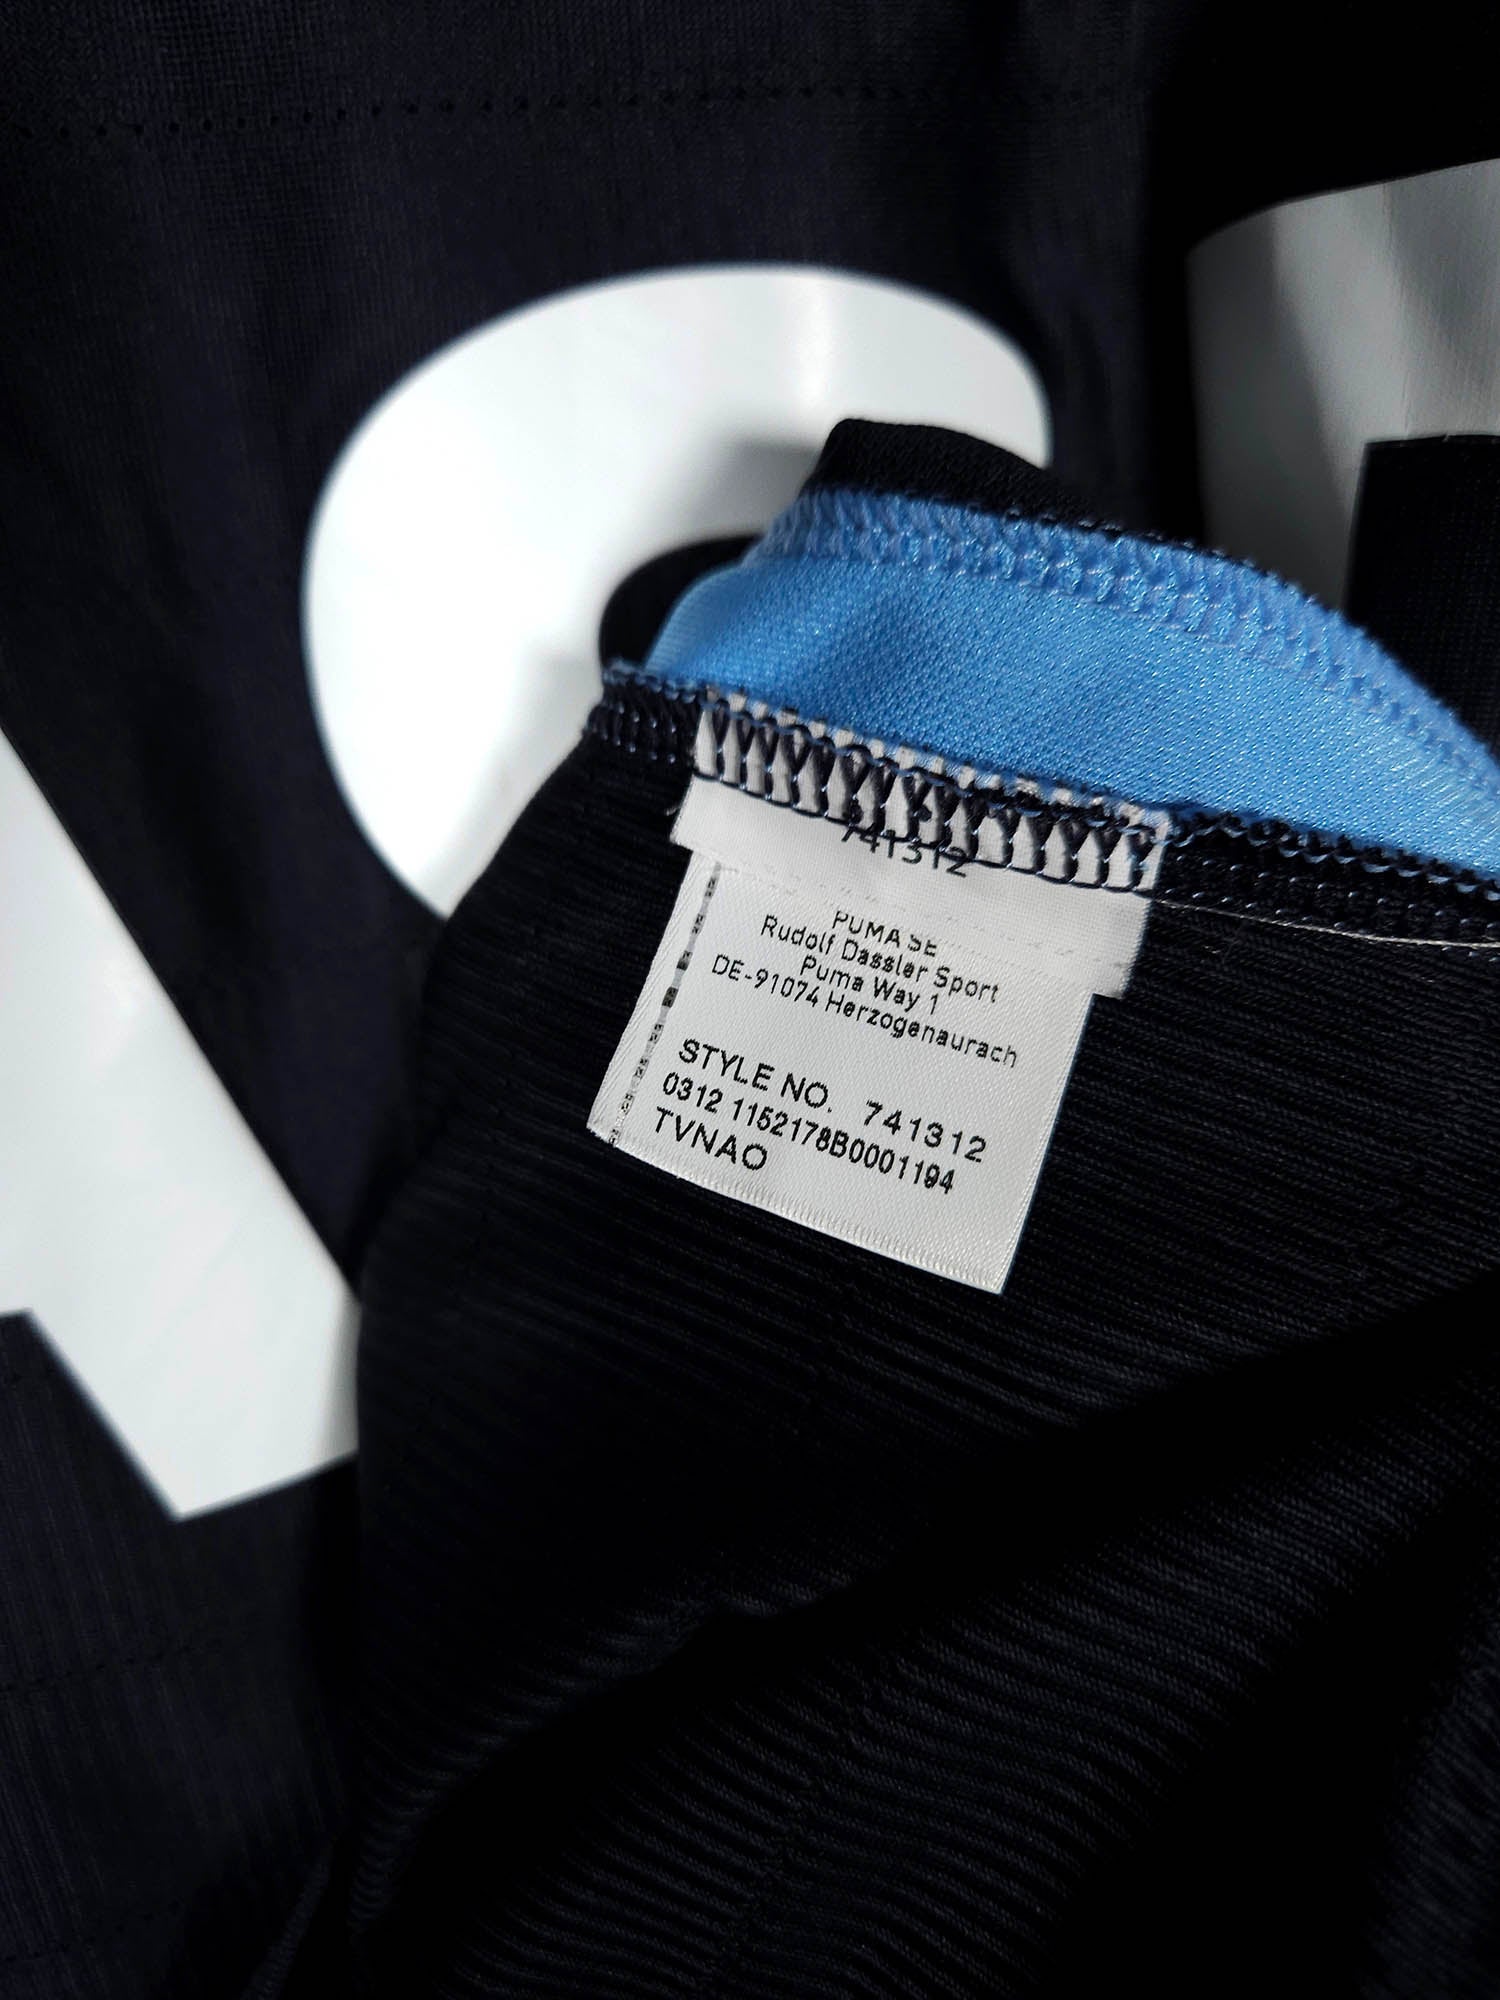 741312
PUMA SE
Rudolf Dassler Sport
Puma Way 1
DE-91074 Herzogenaurach
STYLE NO. 741312
0312 1152178B0001194
TVNAO